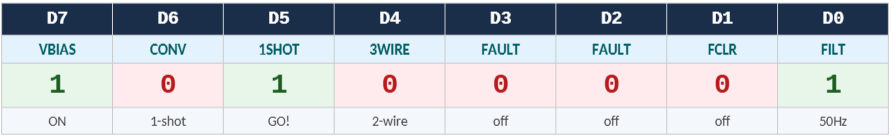 D7 D6 D5 D4 D3 D2 D1 D0
VBIAS CONV 1SHOT 3WIRE FAULT FAULT FCLR FILT
1 0 1 0 0 0 0 1
ON 1-shot GO! 2-wire off off off 50Hz